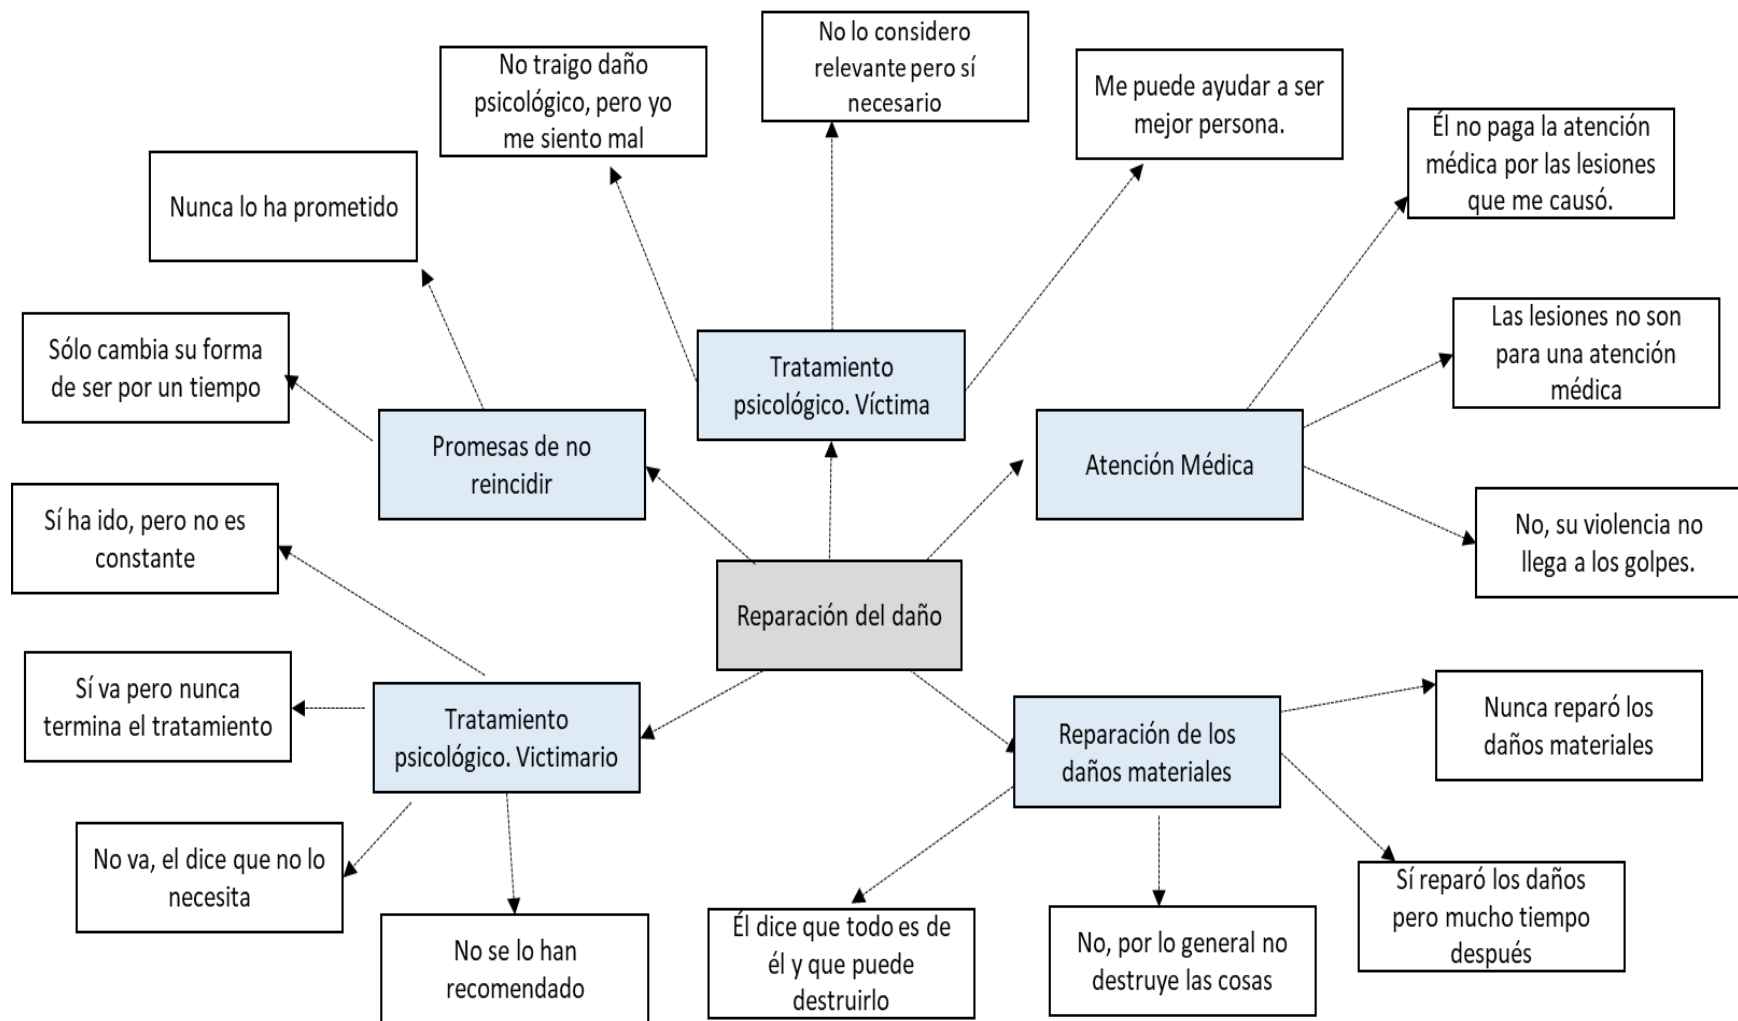 No lo considero
relevante pero sí
necesario
No traigo daño
psicológico, pero yo
me siento mal
Me puede ayudar a ser
mejor persona.
Él no paga la atención
médica por las lesiones
que me causó.
Nunca lo ha prometido
Sólo cambia su forma
de ser por un tiempo
Las lesiones no son
para una atención
médica
Tratamiento
psicológico. Víctima
Promesas de no
reincidir
Atención Médica
Sí ha ido, pero no es
constante
No, su violencia no
llega a los golpes.
Reparación del daño
Sí va pero nunca
termina el tratamiento
Tratamiento
psicológico. Victimario
Reparación de los
daños materiales
Nunca reparó los
daños materiales
No va, el dice que no lo
necesita
No se lo han
recomendado
Él dice que todo es de
él y que puede
destruirlo
No, por lo general no
destruye las cosas
Sí reparó los daños
pero mucho tiempo
después